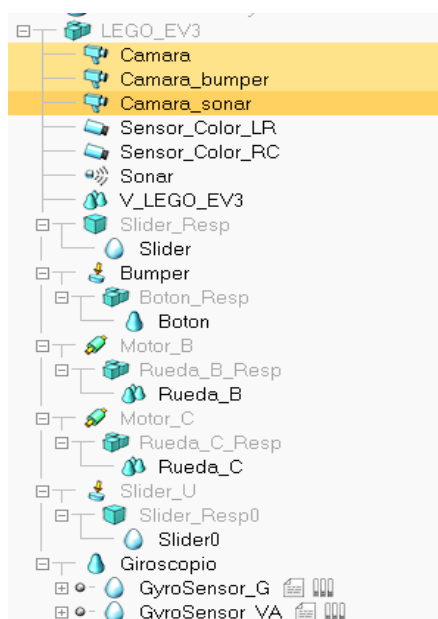 LEGO_EV3
Camara
Camara_bumper
Camara_sonar
Sensor_Color_LR
Sensor_Color_RC
Sonar
V_LEGO_EV3
Slider_Resp
Slider
Bumper
Boton_Resp
Boton
Motor_B
Rueda_B_Resp
Rueda_B
Motor_C
Rueda_C_Resp
Rueda_C
Slider_U
Slider_Resp0
Slider0
Giroscopio
GyroSensor_G
GyroSensor_VA